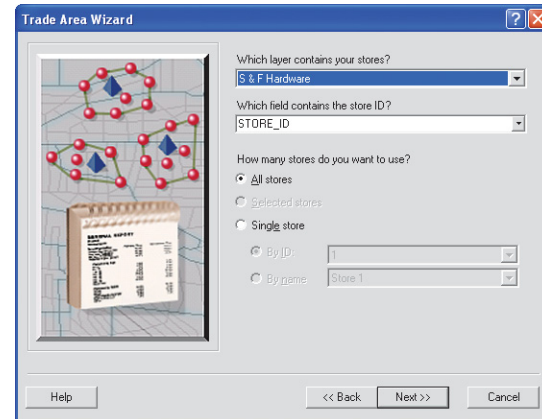 Trade Area Wizard
Which layer contains your stores?
S & F Hardware
Which field contains the store ID?
STORE_ID
How many stores do you want to use?
All stores
Selected stores
Single store
By ID: 1
By name Store 1
Help << Back Next >> Cancel